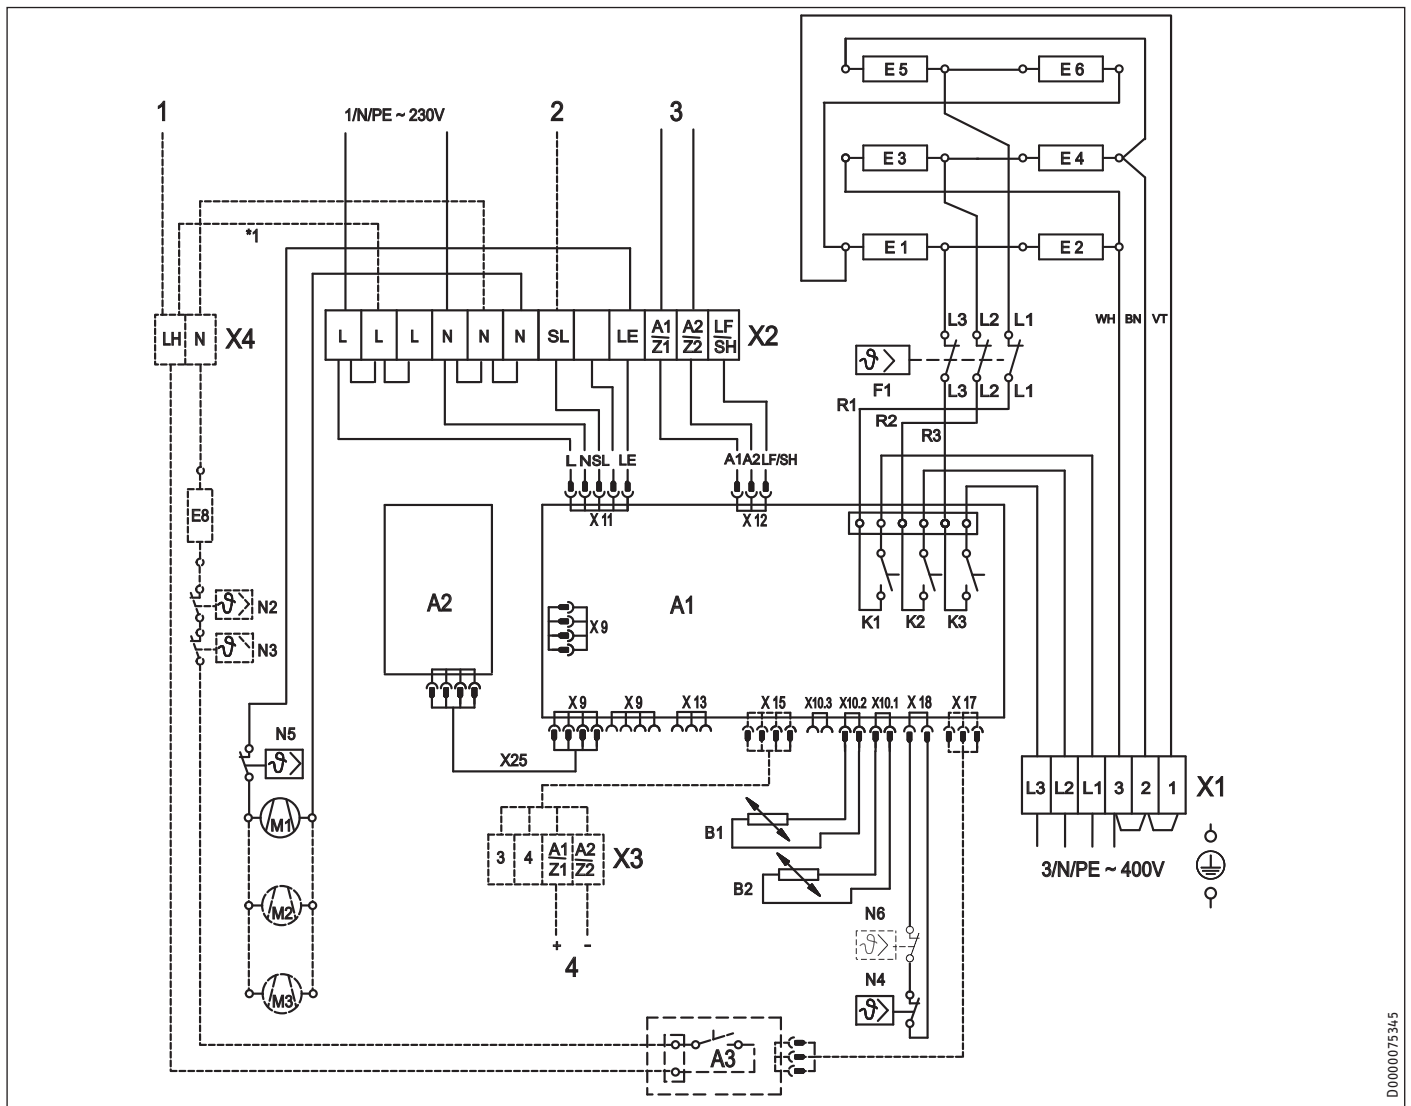 E 5
E 6
1
1/N/PE ~ 230V
2
3
E 3
E 4
*1
E 1
E 2
WH
BN
VT
L3
L2
L1
LH
N
X4
L
L
L
N
N
N
SL
LE
A1
Z1
A2
Z2
LF
SH
X2
F1
L3
L2
L1
R1
R2
R3
L
N
SL
LE
A1
A2
LF/SH
X 11
X 12
E8
A2
A1
X 9
K1
K2
K3
N2
N3
X 9
X 9
X 13
X 15
X10.3
X10.2
X10.1
X 18
X 17
N5
X25
L3
L2
L1
3
2
1
X1
M1
B1
3
4
A1
Z1
A2
Z2
X3
3/N/PE ~ 400V
B2
M2
N6
+
-
4
N4
M3
A3
D0000075345